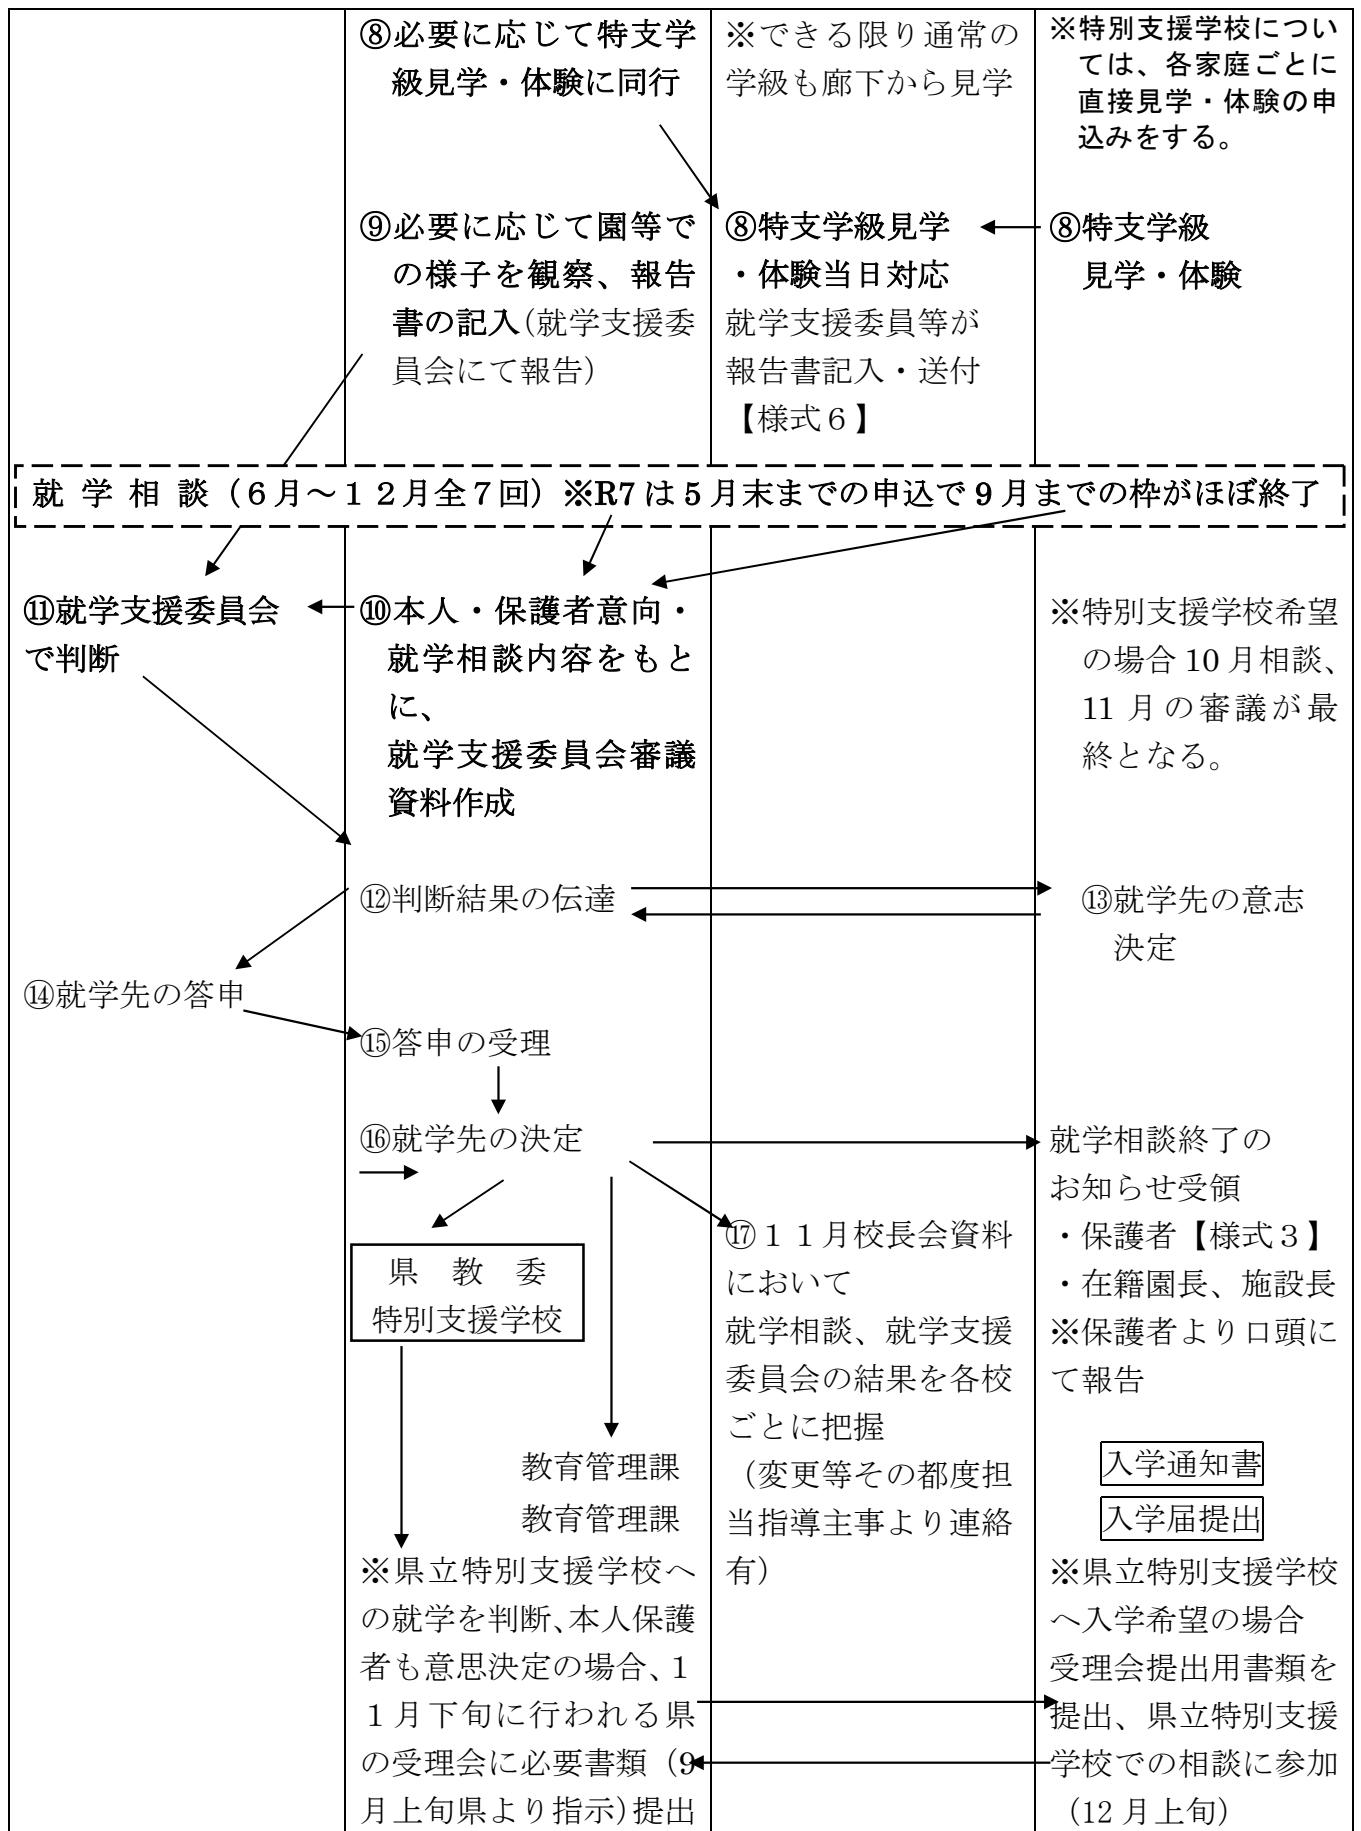 ⑧必要に応じて特支学
級見学・体験に同行
※できる限り通常の
学級も廊下から見学
※特別支援学校につい
ては、各家庭ごとに
直接見学・体験の申
込みをする。
⑨必要に応じて園等で
の様子を観察、報告
書の記入(就学支援委
員会にて報告)
⑧特支学級見学
・体験当日対応
就学支援委員等が
報告書記入・送付
【様式６】
⑧特支学級
見学・体験
就 学 相 談（６月～１２月全７回）※R7は５月末までの申込で９月までの枠がほぼ終了
⑪就学支援委員会
で判断
⑩本人・保護者意向・
就学相談内容をもと
に、
就学支援委員会審議
資料作成
※特別支援学校希望
の場合 10 月相談、
11 月の審議が最
終となる。
⑫判断結果の伝達
⑬就学先の意志
決定
⑭就学先の答申
⑮答申の受理
⑯就学先の決定
就学相談終了の
お知らせ受領
・保護者【様式３】
・在籍園長、施設長
※保護者より口頭に
て報告
県　教　委
特別支援学校
⑰１１月校長会資料
において
就学相談、就学支援
委員会の結果を各校
ごとに把握
（変更等その都度担
当指導主事より連絡
有）
教育管理課
教育管理課
入学通知書
入学届提出
※県立特別支援学校へ
の就学を判断、本人保護
者も意思決定の場合、１
１月下旬に行われる県
の受理会に必要書類（9
月上旬県より指示）提出
※県立特別支援学校
へ入学希望の場合
受理会提出用書類を
提出、県立特別支援
学校での相談に参加
（12 月上旬）